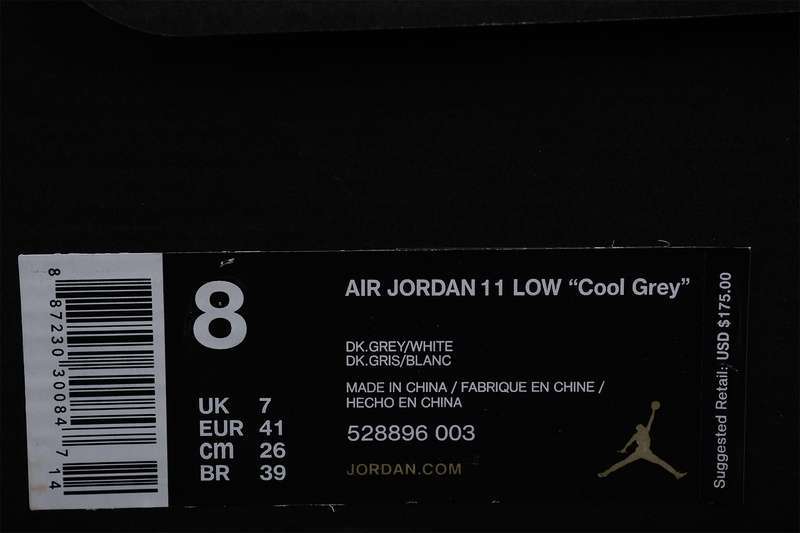 8 87230 30084 7 14
8
UK 7
EUR 41
cm 26
BR 39
AIR JORDAN 11 LOW “Cool Grey”
DK.GREY/WHITE
DK.GRIS/BLANC
MADE IN CHINA / FABRIQUE EN CHINE /
HECHO EN CHINA
528896 003
JORDAN.COM
Suggested Retail: USD $175.00